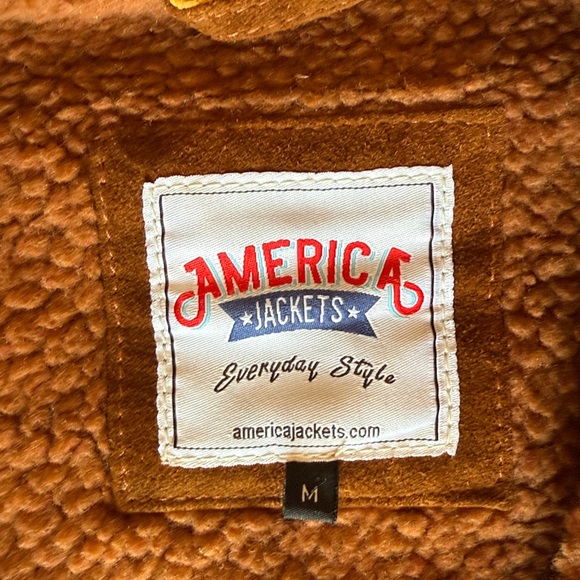 AMERICA
JACKETS
Everyday Style
americajackets.com
M